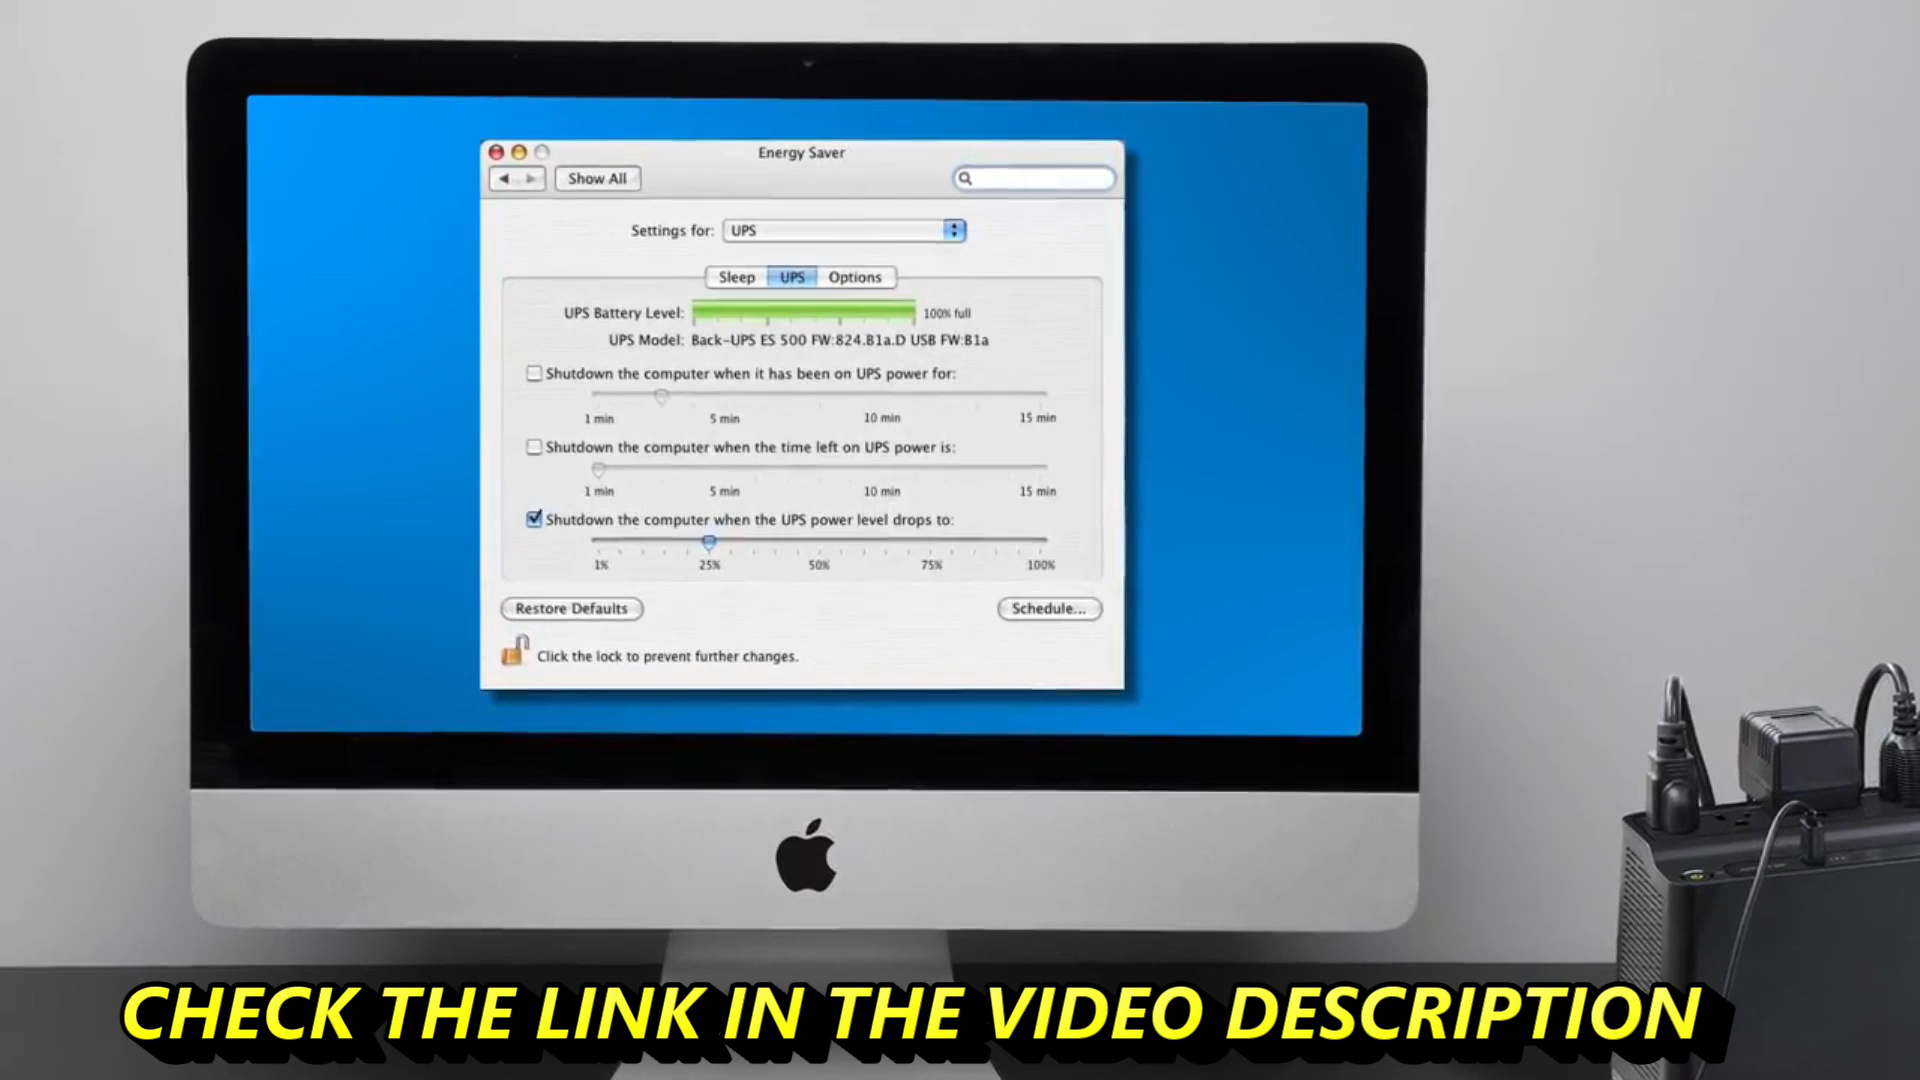 Energy Saver
Show All
Settings for: UPS
Sleep UPS Options
UPS Battery Level: 100% full
UPS Model: Back-UPS ES 500 FW:824.B1a.D USB FW:B1a
Shutdown the computer when it has been on UPS power for:
1 min 5 min 10 min 15 min
Shutdown the computer when the time left on UPS power is:
1 min 5 min 10 min 15 min
Shutdown the computer when the UPS power level drops to:
1% 25% 50% 75% 100%
Restore Defaults Schedule...
Click the lock to prevent further changes.
CHECK THE LINK IN THE VIDEO DESCRIPTION